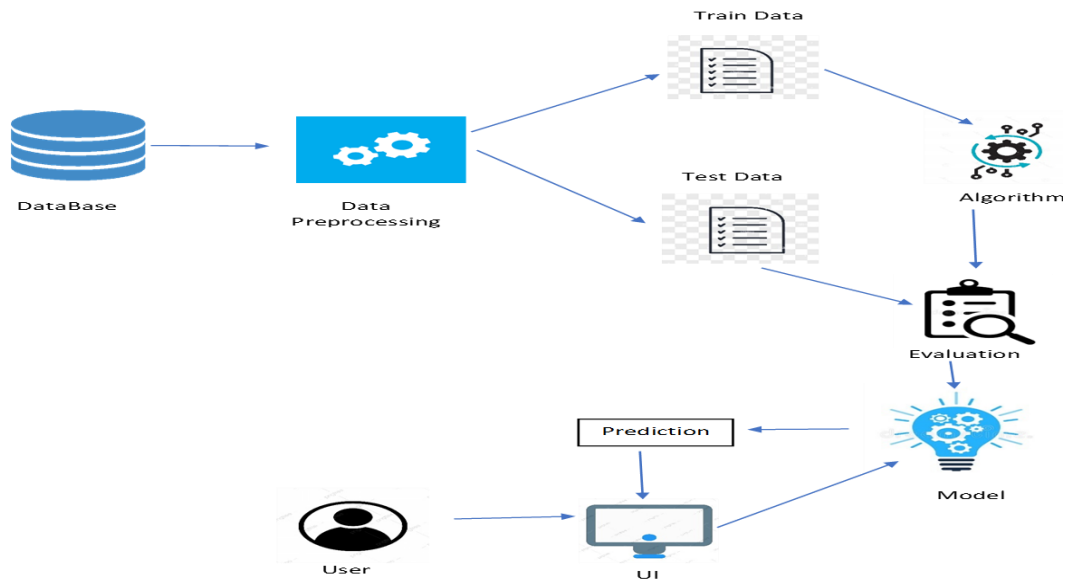 Train Data
DataBase
Data
Preprocessing
Test Data
Algorithm
Evaluation
Prediction
Model
User
UI